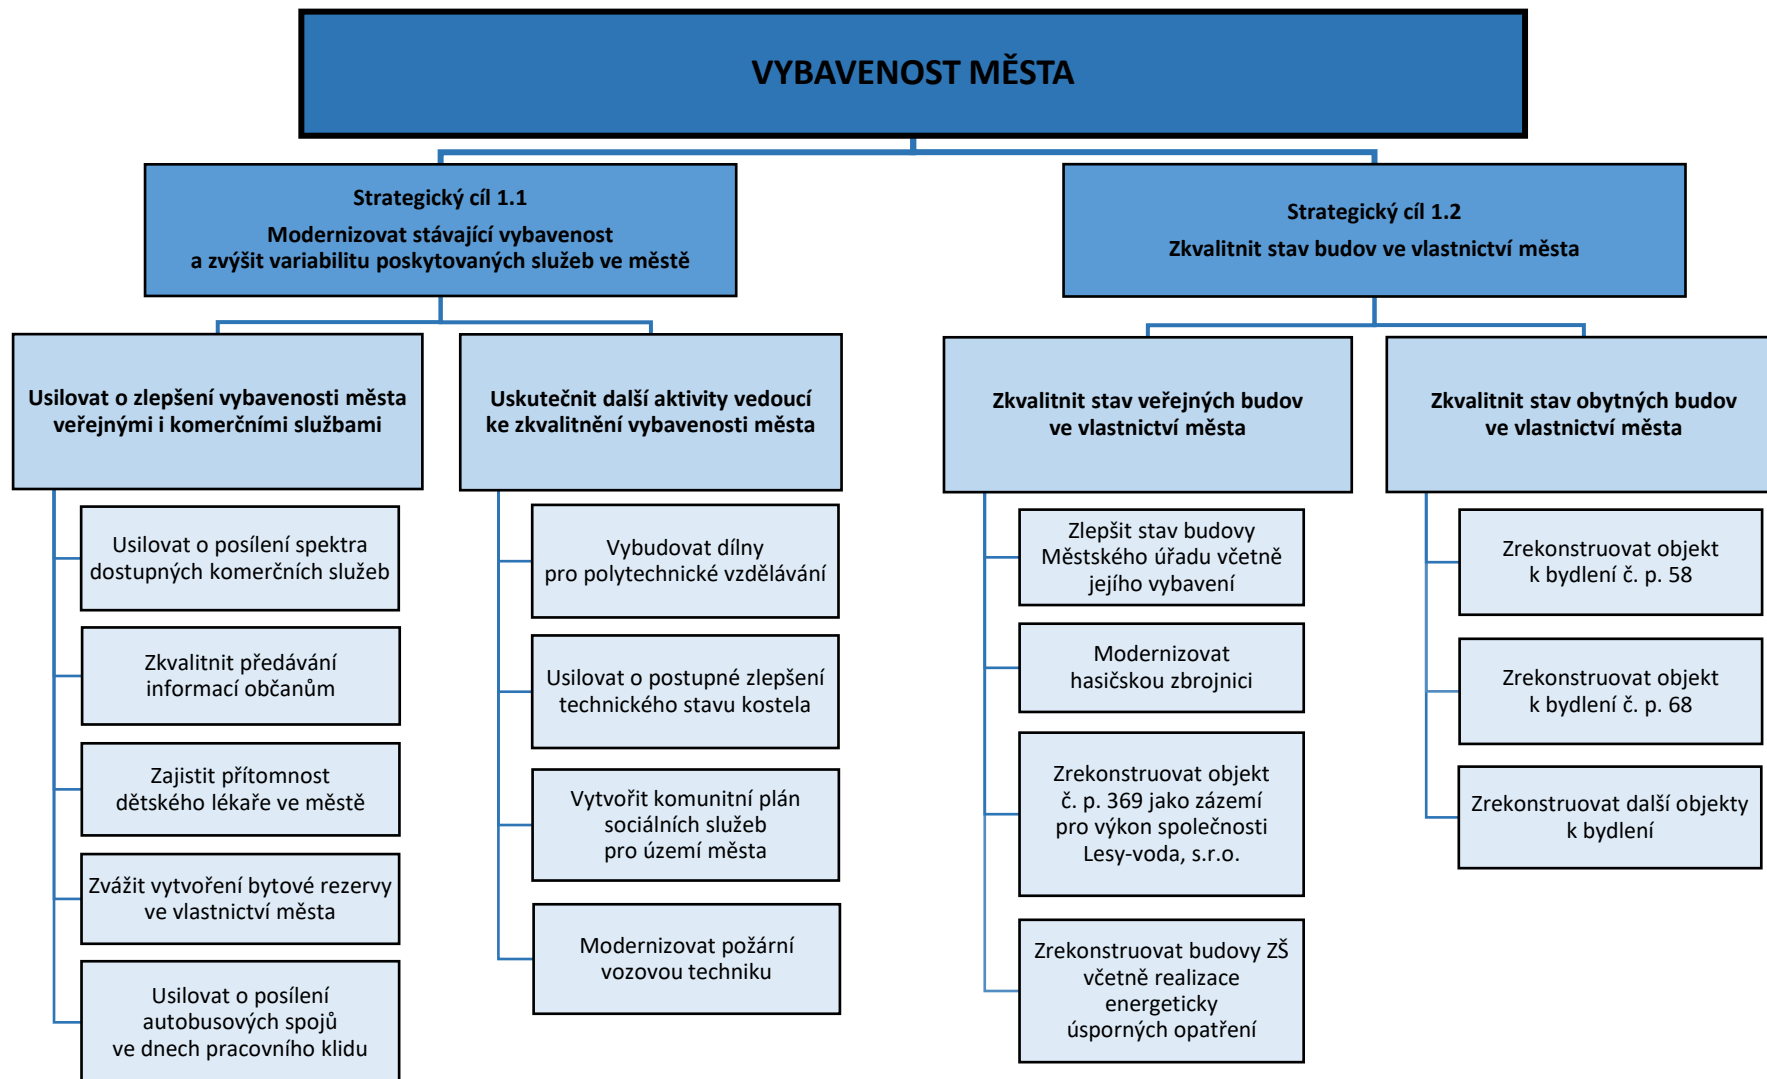 VYBAVENOST MĚSTA
Strategický cíl 1.1
Modernizovat stávající vybavenost
a zvýšit variabilitu poskytovaných služeb ve městě
Strategický cíl 1.2
Zkvalitnit stav budov ve vlastnictví města
Usilovat o zlepšení vybavenosti města
veřejnými i komerčními službami
Uskutečnit další aktivity vedoucí
ke zkvalitnění vybavenosti města
Zkvalitnit stav veřejných budov
ve vlastnictví města
Zkvalitnit stav obytných budov
ve vlastnictví města
Usilovat o posílení spektra
dostupných komerčních služeb
Zkvalitnit předávání
informací občanům
Zajistit přítomnost
dětského lékaře ve městě
Zvážit vytvoření bytové rezervy
ve vlastnictví města
Usilovat o posílení
autobusových spojů
ve dnech pracovního klidu
Vybudovat dílny
pro polytechnické vzdělávání
Usilovat o postupné zlepšení
technického stavu kostela
Vytvořit komunitní plán
sociálních služeb
pro území města
Modernizovat požární
vozovou techniku
Zlepšit stav budovy
Městského úřadu včetně
jejího vybavení
Modernizovat
hasičskou zbrojnici
Zrekonstruovat objekt
č. p. 369 jako zázemí
pro výkon společnosti
Lesy-voda, s.r.o.
Zrekonstruovat budovy ZŠ
včetně realizace
energeticky
úsporných opatření
Zrekonstruovat objekt
k bydlení č. p. 58
Zrekonstruovat objekt
k bydlení č. p. 68
Zrekonstruovat další objekty
k bydlení